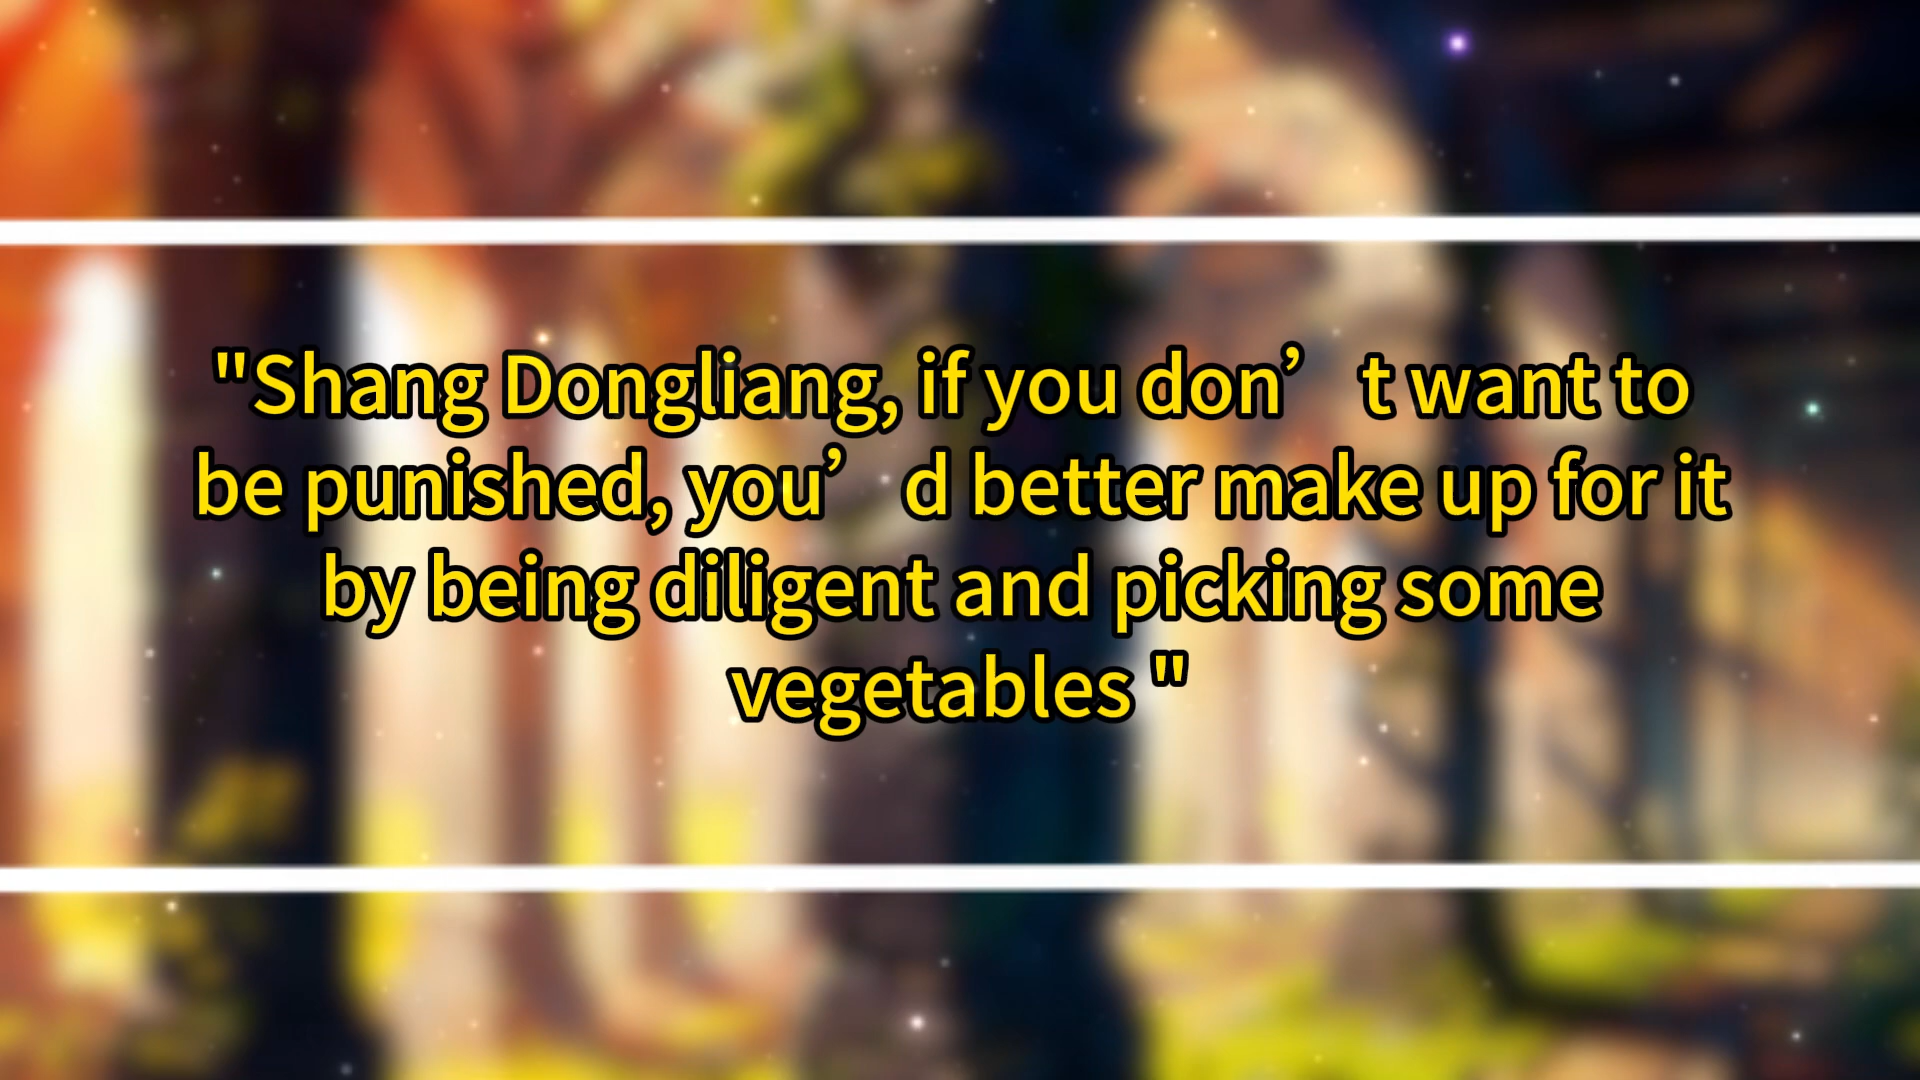 "Shang Dongliang, if you don’ t want to
be punished, you’ d better make up for it
by being diligent and picking some
vegetables "